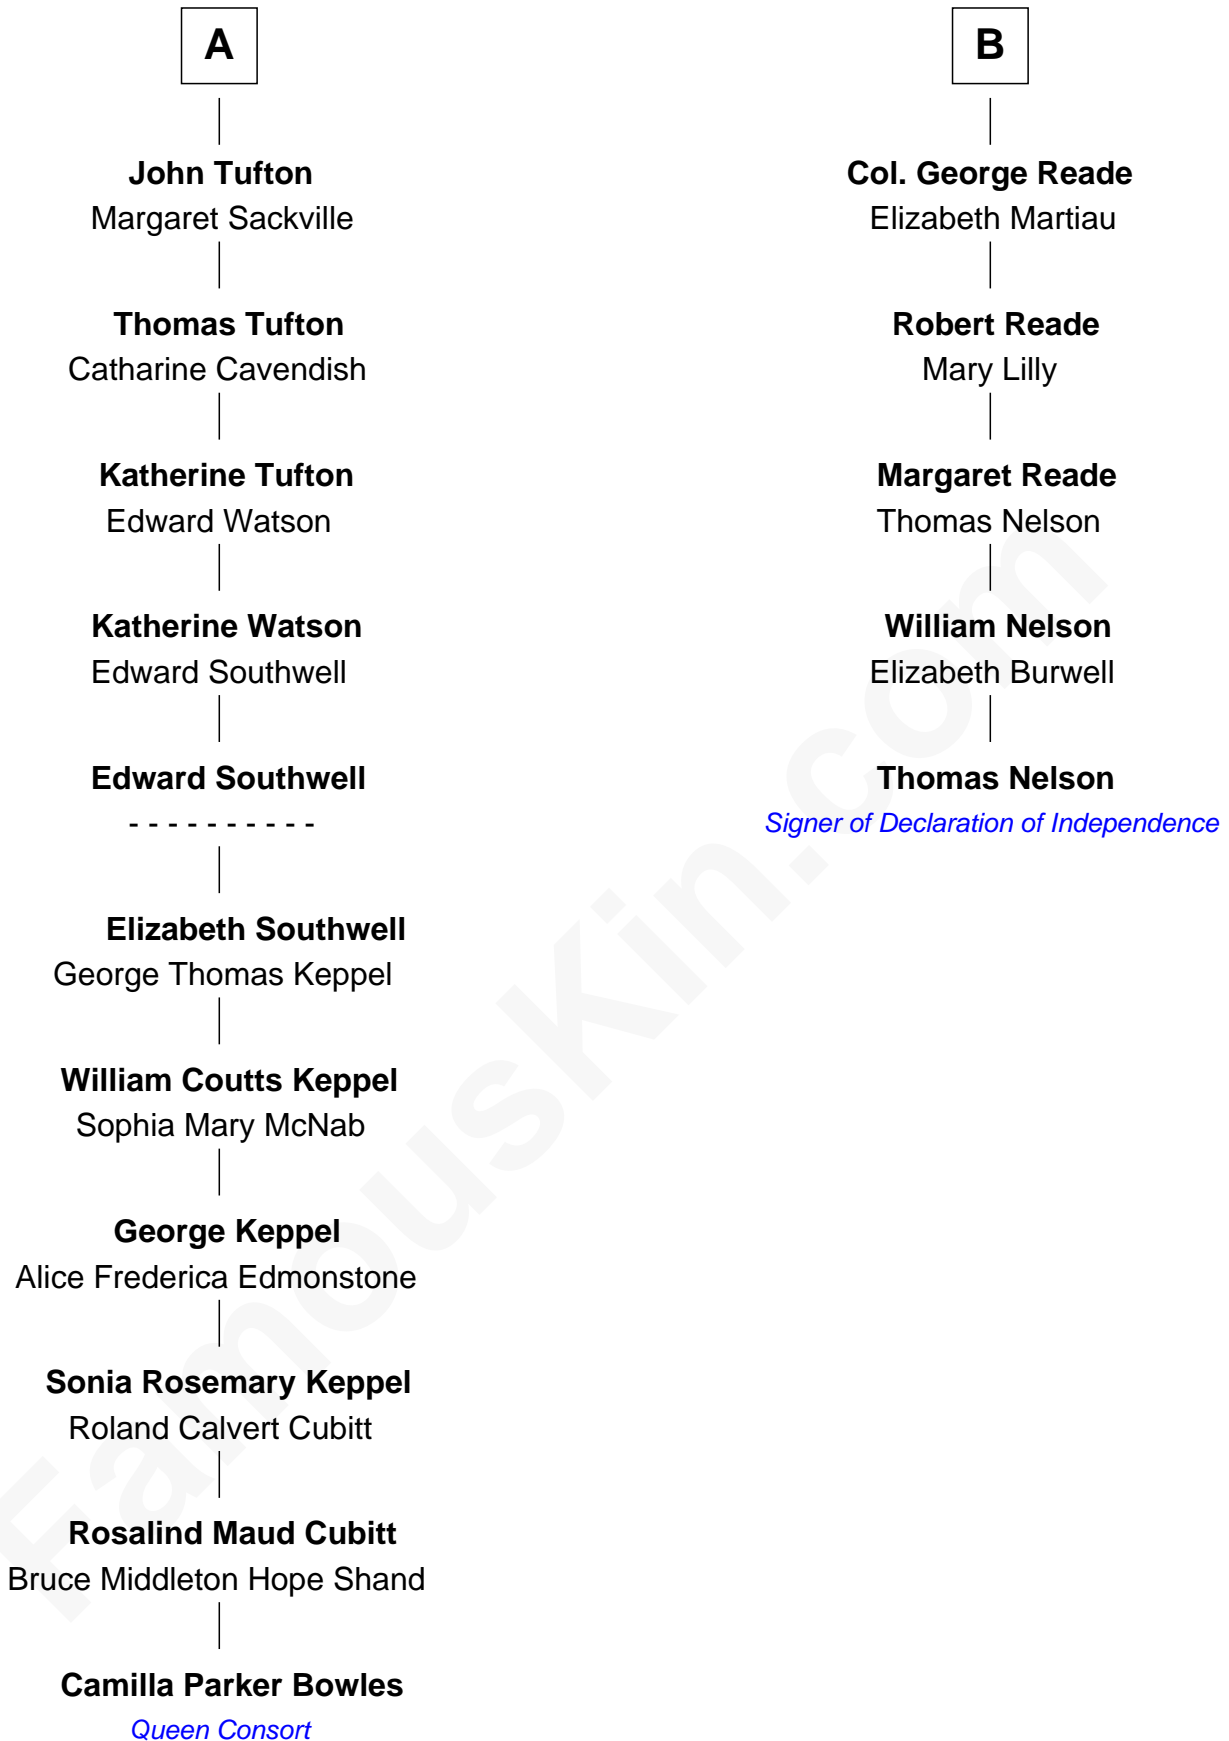 A
John Tufton
Margaret Sackville
Thomas Tufton
Catharine Cavendish
Katherine Tufton
Edward Watson
Katherine Watson
Edward Southwell
Edward Southwell
- - - - - - - - - -
Elizabeth Southwell
George Thomas Keppel
William Coutts Keppel
Sophia Mary McNab
George Keppel
Alice Frederica Edmonstone
Sonia Rosemary Keppel
Roland Calvert Cubitt
Rosalind Maud Cubitt
Bruce Middleton Hope Shand
Camilla Parker Bowles
Queen Consort
B
Col. George Reade
Elizabeth Martiau
Robert Reade
Mary Lilly
Margaret Reade
Thomas Nelson
William Nelson
Elizabeth Burwell
Thomas Nelson
Signer of Declaration of Independence
FamousKin.com